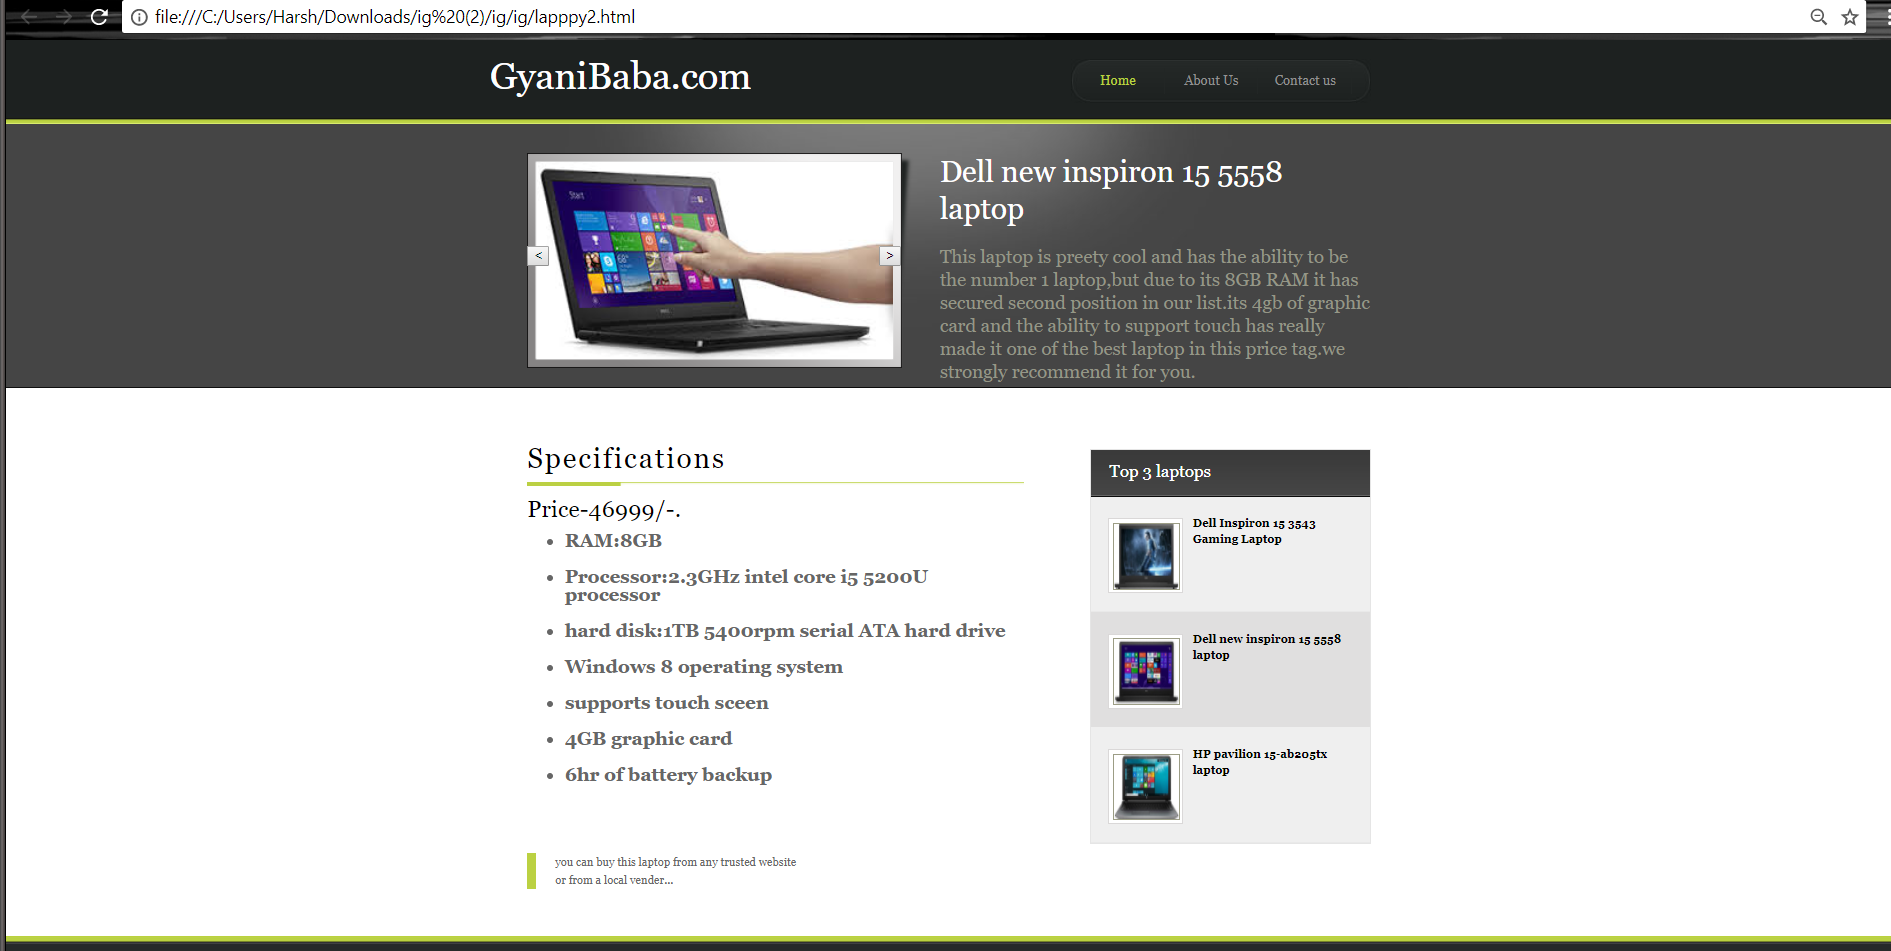 file:///C:/Users/Harsh/Downloads/ig%20(2)/ig/ig/lapppy2.html
GyaniBaba.com
Home About Us Contact us
Start
< >
Dell new inspiron 15 5558
laptop
This laptop is preety cool and has the ability to be
the number 1 laptop,but due to its 8GB RAM it has
secured second position in our list.its 4gb of graphic
card and the ability to support touch has really
made it one of the best laptop in this price tag.we
strongly recommend it for you.
Specifications
Price-46999/-.
• RAM:8GB
• Processor:2.3GHz intel core i5 5200U
processor
• hard disk:1TB 5400rpm serial ATA hard drive
• Windows 8 operating system
• supports touch sceen
• 4GB graphic card
• 6hr of battery backup
you can buy this laptop from any trusted website
or from a local vender...
Top 3 laptops
Dell Inspiron 15 3543
Gaming Laptop
Dell new inspiron 15 5558
laptop
HP pavilion 15-ab205tx
laptop